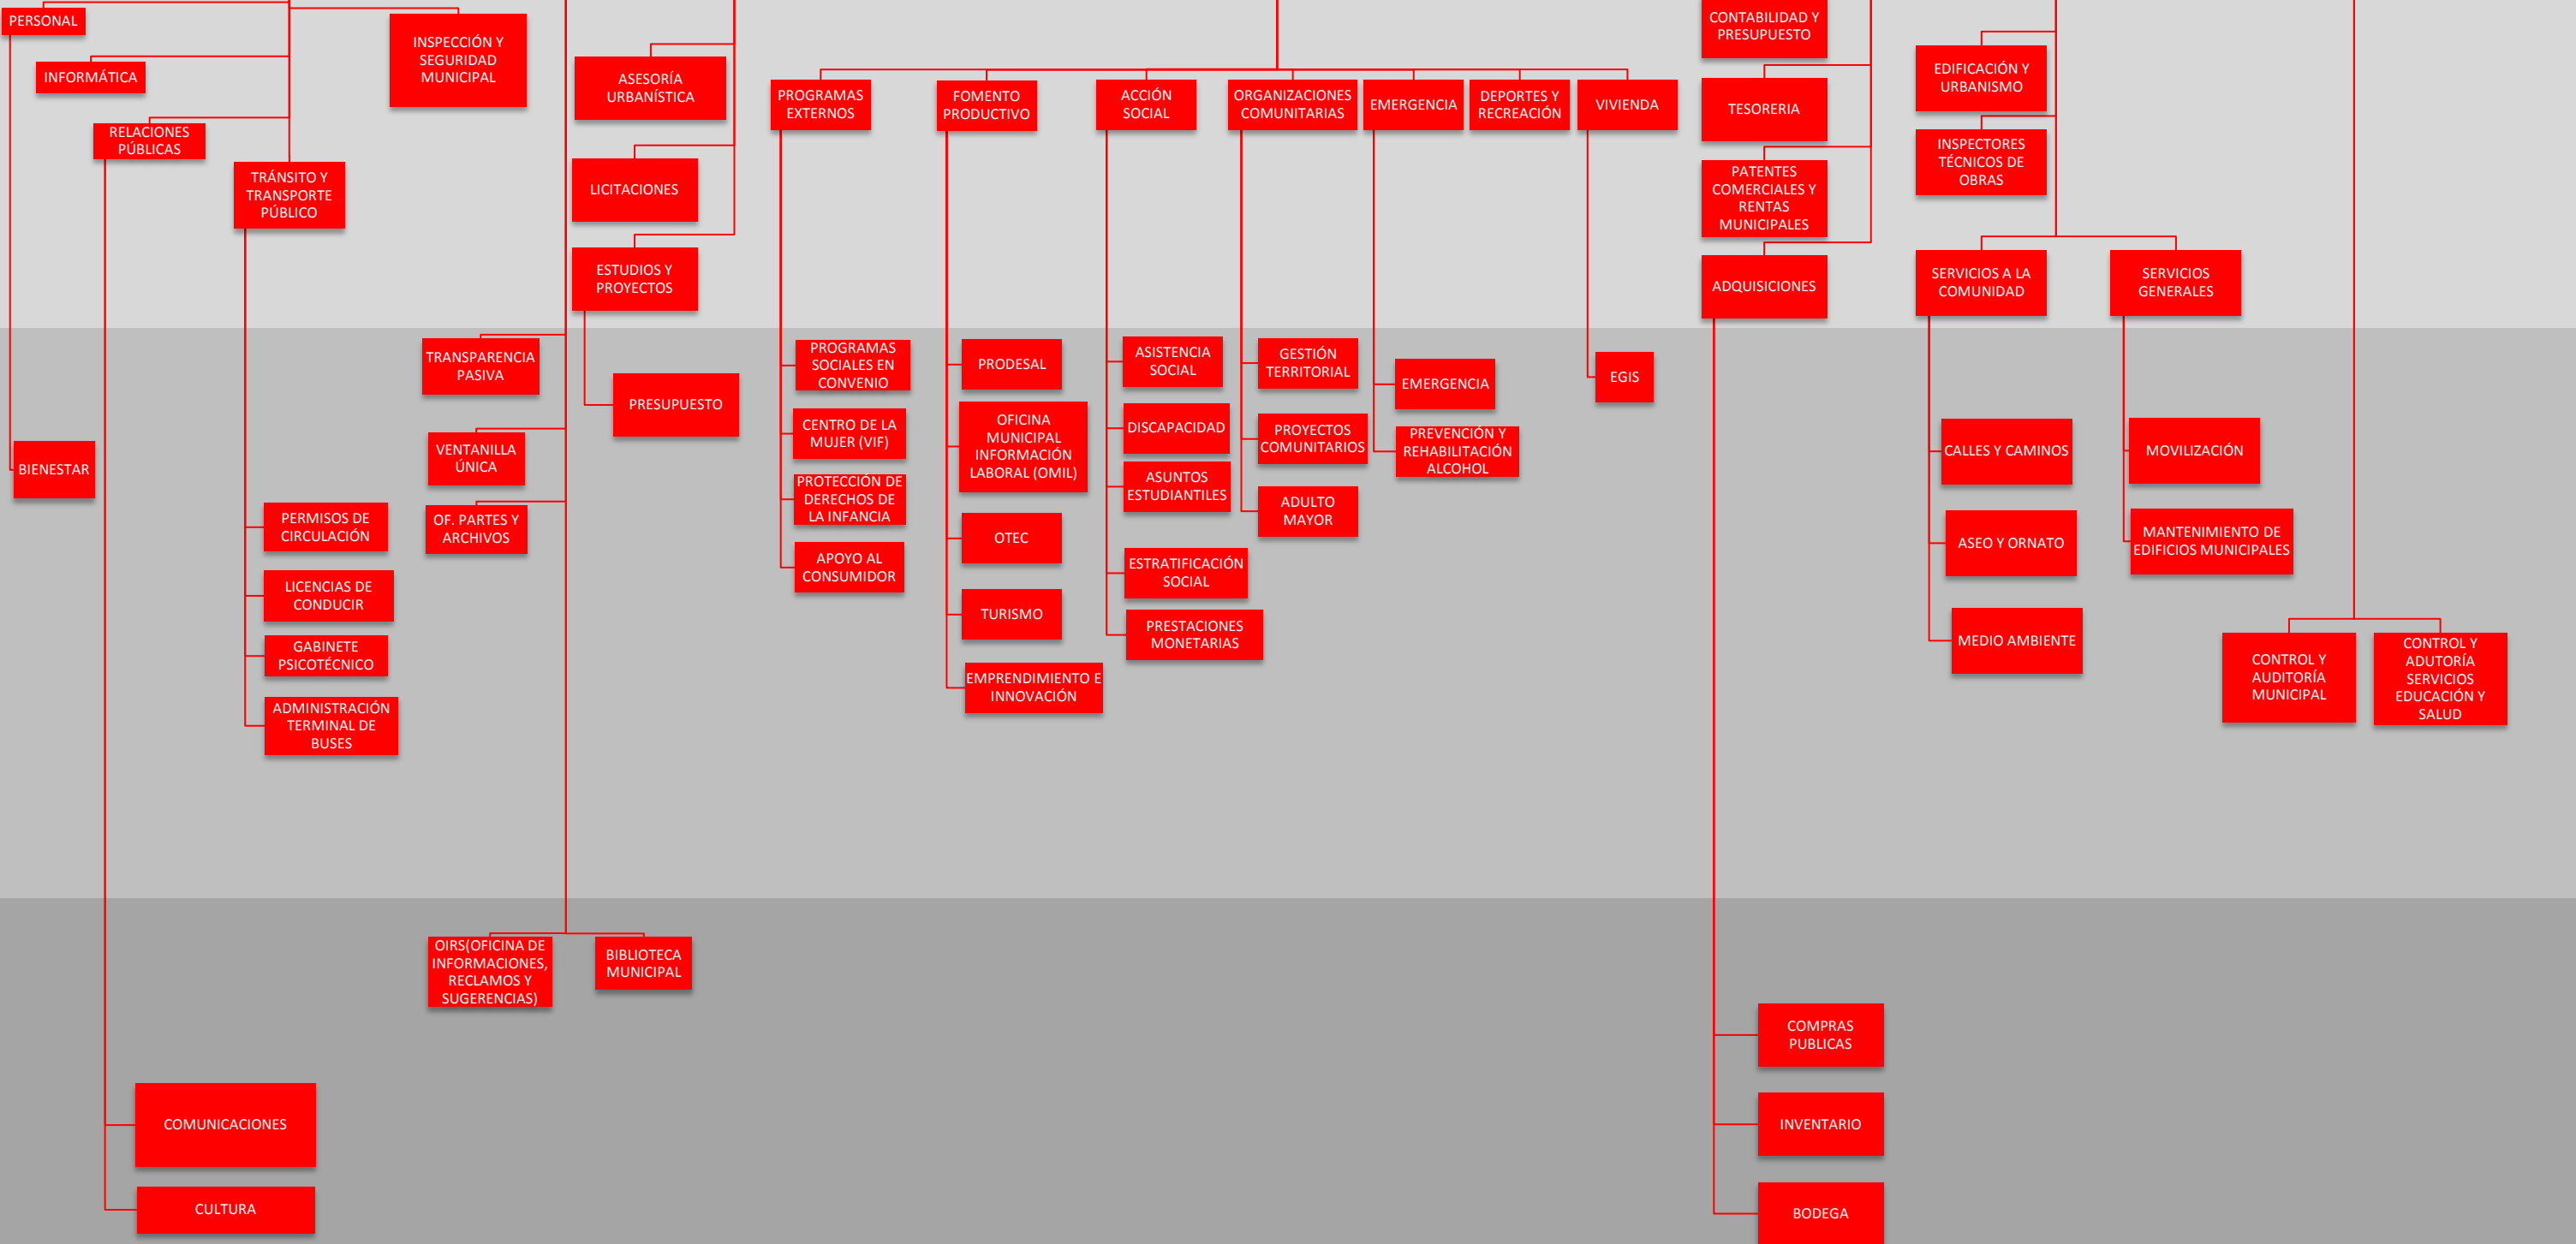 PERSONAL
INFORMÁTICA
RELACIONES
PÚBLICAS
TRÁNSITO Y
TRANSPORTE
PÚBLICO
INSPECCIÓN Y
SEGURIDAD
MUNICIPAL
ASESORÍA
URBANÍSTICA
LICITACIONES
ESTUDIOS Y
PROYECTOS
PROGRAMAS
EXTERNOS
FOMENTO
PRODUCTIVO
ACCIÓN
SOCIAL
ORGANIZACIONES
COMUNITARIAS
EMERGENCIA
DEPORTES Y
RECREACIÓN
VIVIENDA
CONTABILIDAD Y
PRESUPUESTO
TESORERIA
PATENTES
COMERCIALES Y
RENTAS
MUNICIPALES
ADQUISICIONES
EDIFICACIÓN Y
URBANISMO
INSPECTORES
TÉCNICOS DE
OBRAS
SERVICIOS A LA
COMUNIDAD
SERVICIOS
GENERALES
BIENESTAR
PERMISOS DE
CIRCULACIÓN
LICENCIAS DE
CONDUCIR
GABINETE
PSICOTÉCNICO
ADMINISTRACIÓN
TERMINAL DE
BUSES
TRANSPARENCIA
PASIVA
VENTANILLA
ÚNICA
OF. PARTES Y
ARCHIVOS
PRESUPUESTO
PROGRAMAS
SOCIALES EN
CONVENIO
CENTRO DE LA
MUJER (VIF)
PROTECCIÓN DE
DERECHOS DE
LA INFANCIA
APOYO AL
CONSUMIDOR
PRODESAL
OFICINA
MUNICIPAL
INFORMACIÓN
LABORAL (OMIL)
OTEC
TURISMO
EMPRENDIMIENTO E
INNOVACIÓN
ASISTENCIA
SOCIAL
DISCAPACIDAD
ASUNTOS
ESTUDIANTILES
ESTRATIFICACIÓN
SOCIAL
PRESTACIONES
MONETARIAS
GESTIÓN
TERRITORIAL
PROYECTOS
COMUNITARIOS
ADULTO
MAYOR
EMERGENCIA
PREVENCIÓN Y
REHABILITACIÓN
ALCOHOL
EGIS
CALLES Y CAMINOS
ASEO Y ORNATO
MEDIO AMBIENTE
MOVILIZACIÓN
MANTENIMIENTO DE
EDIFICIOS MUNICIPALES
CONTROL Y
AUDITORÍA
MUNICIPAL
CONTROL Y
ADUTORÍA
SERVICIOS
EDUCACIÓN Y
SALUD
OIRS(OFICINA DE
INFORMACIONES,
RECLAMOS Y
SUGERENCIAS)
BIBLIOTECA
MUNICIPAL
COMUNICACIONES
CULTURA
COMPRAS
PUBLICAS
INVENTARIO
BODEGA